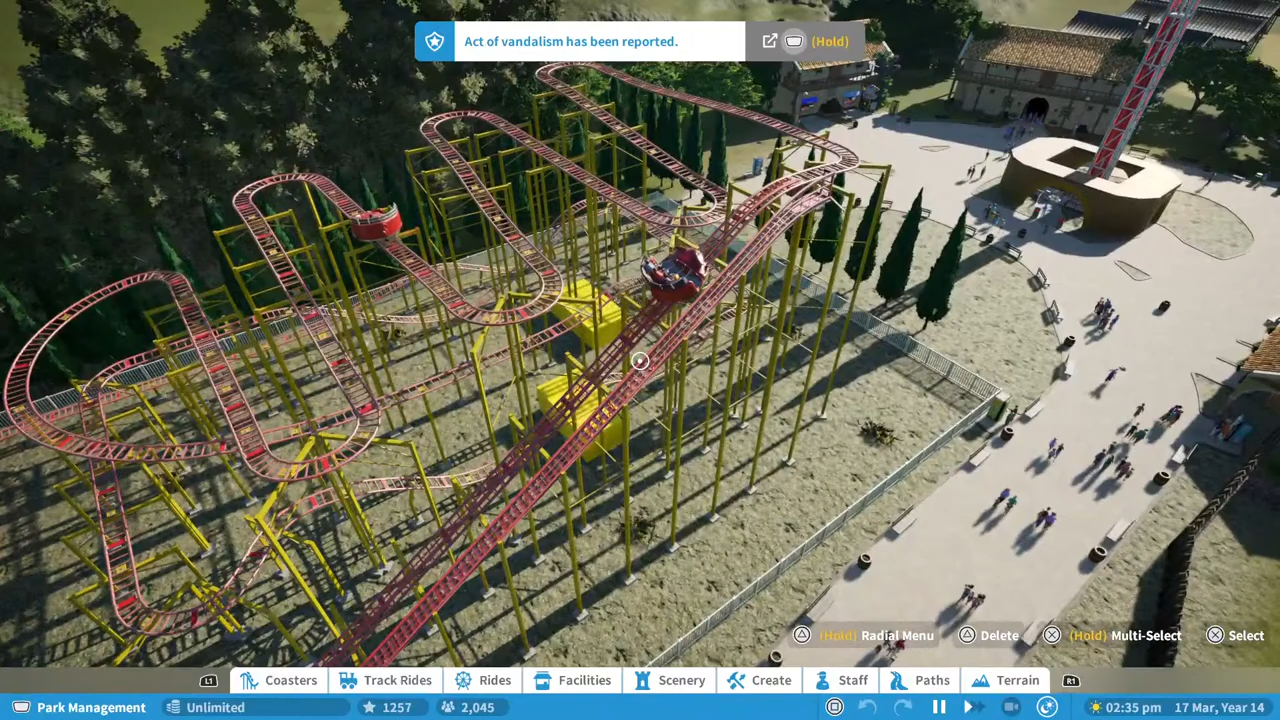 Act of vandalism has been reported.
(Hold)
(Hold) Radial Menu
Delete
(Hold) Multi-Select
Select
L1
Coasters
Track Rides
Rides
Facilities
Scenery
Create
Staff
Paths
Terrain
R1
Park Management
Unlimited
1257
2,045
02:35 pm
17 Mar, Year 14